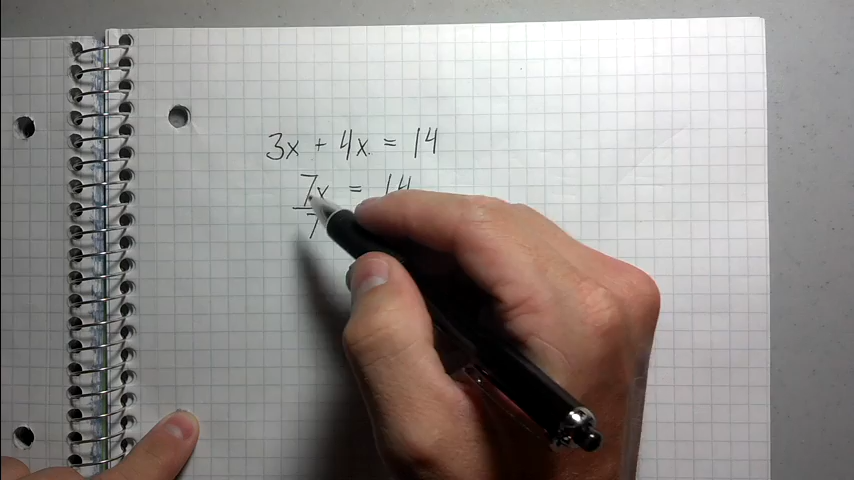 3x + 4x = 14
7x = 14
7